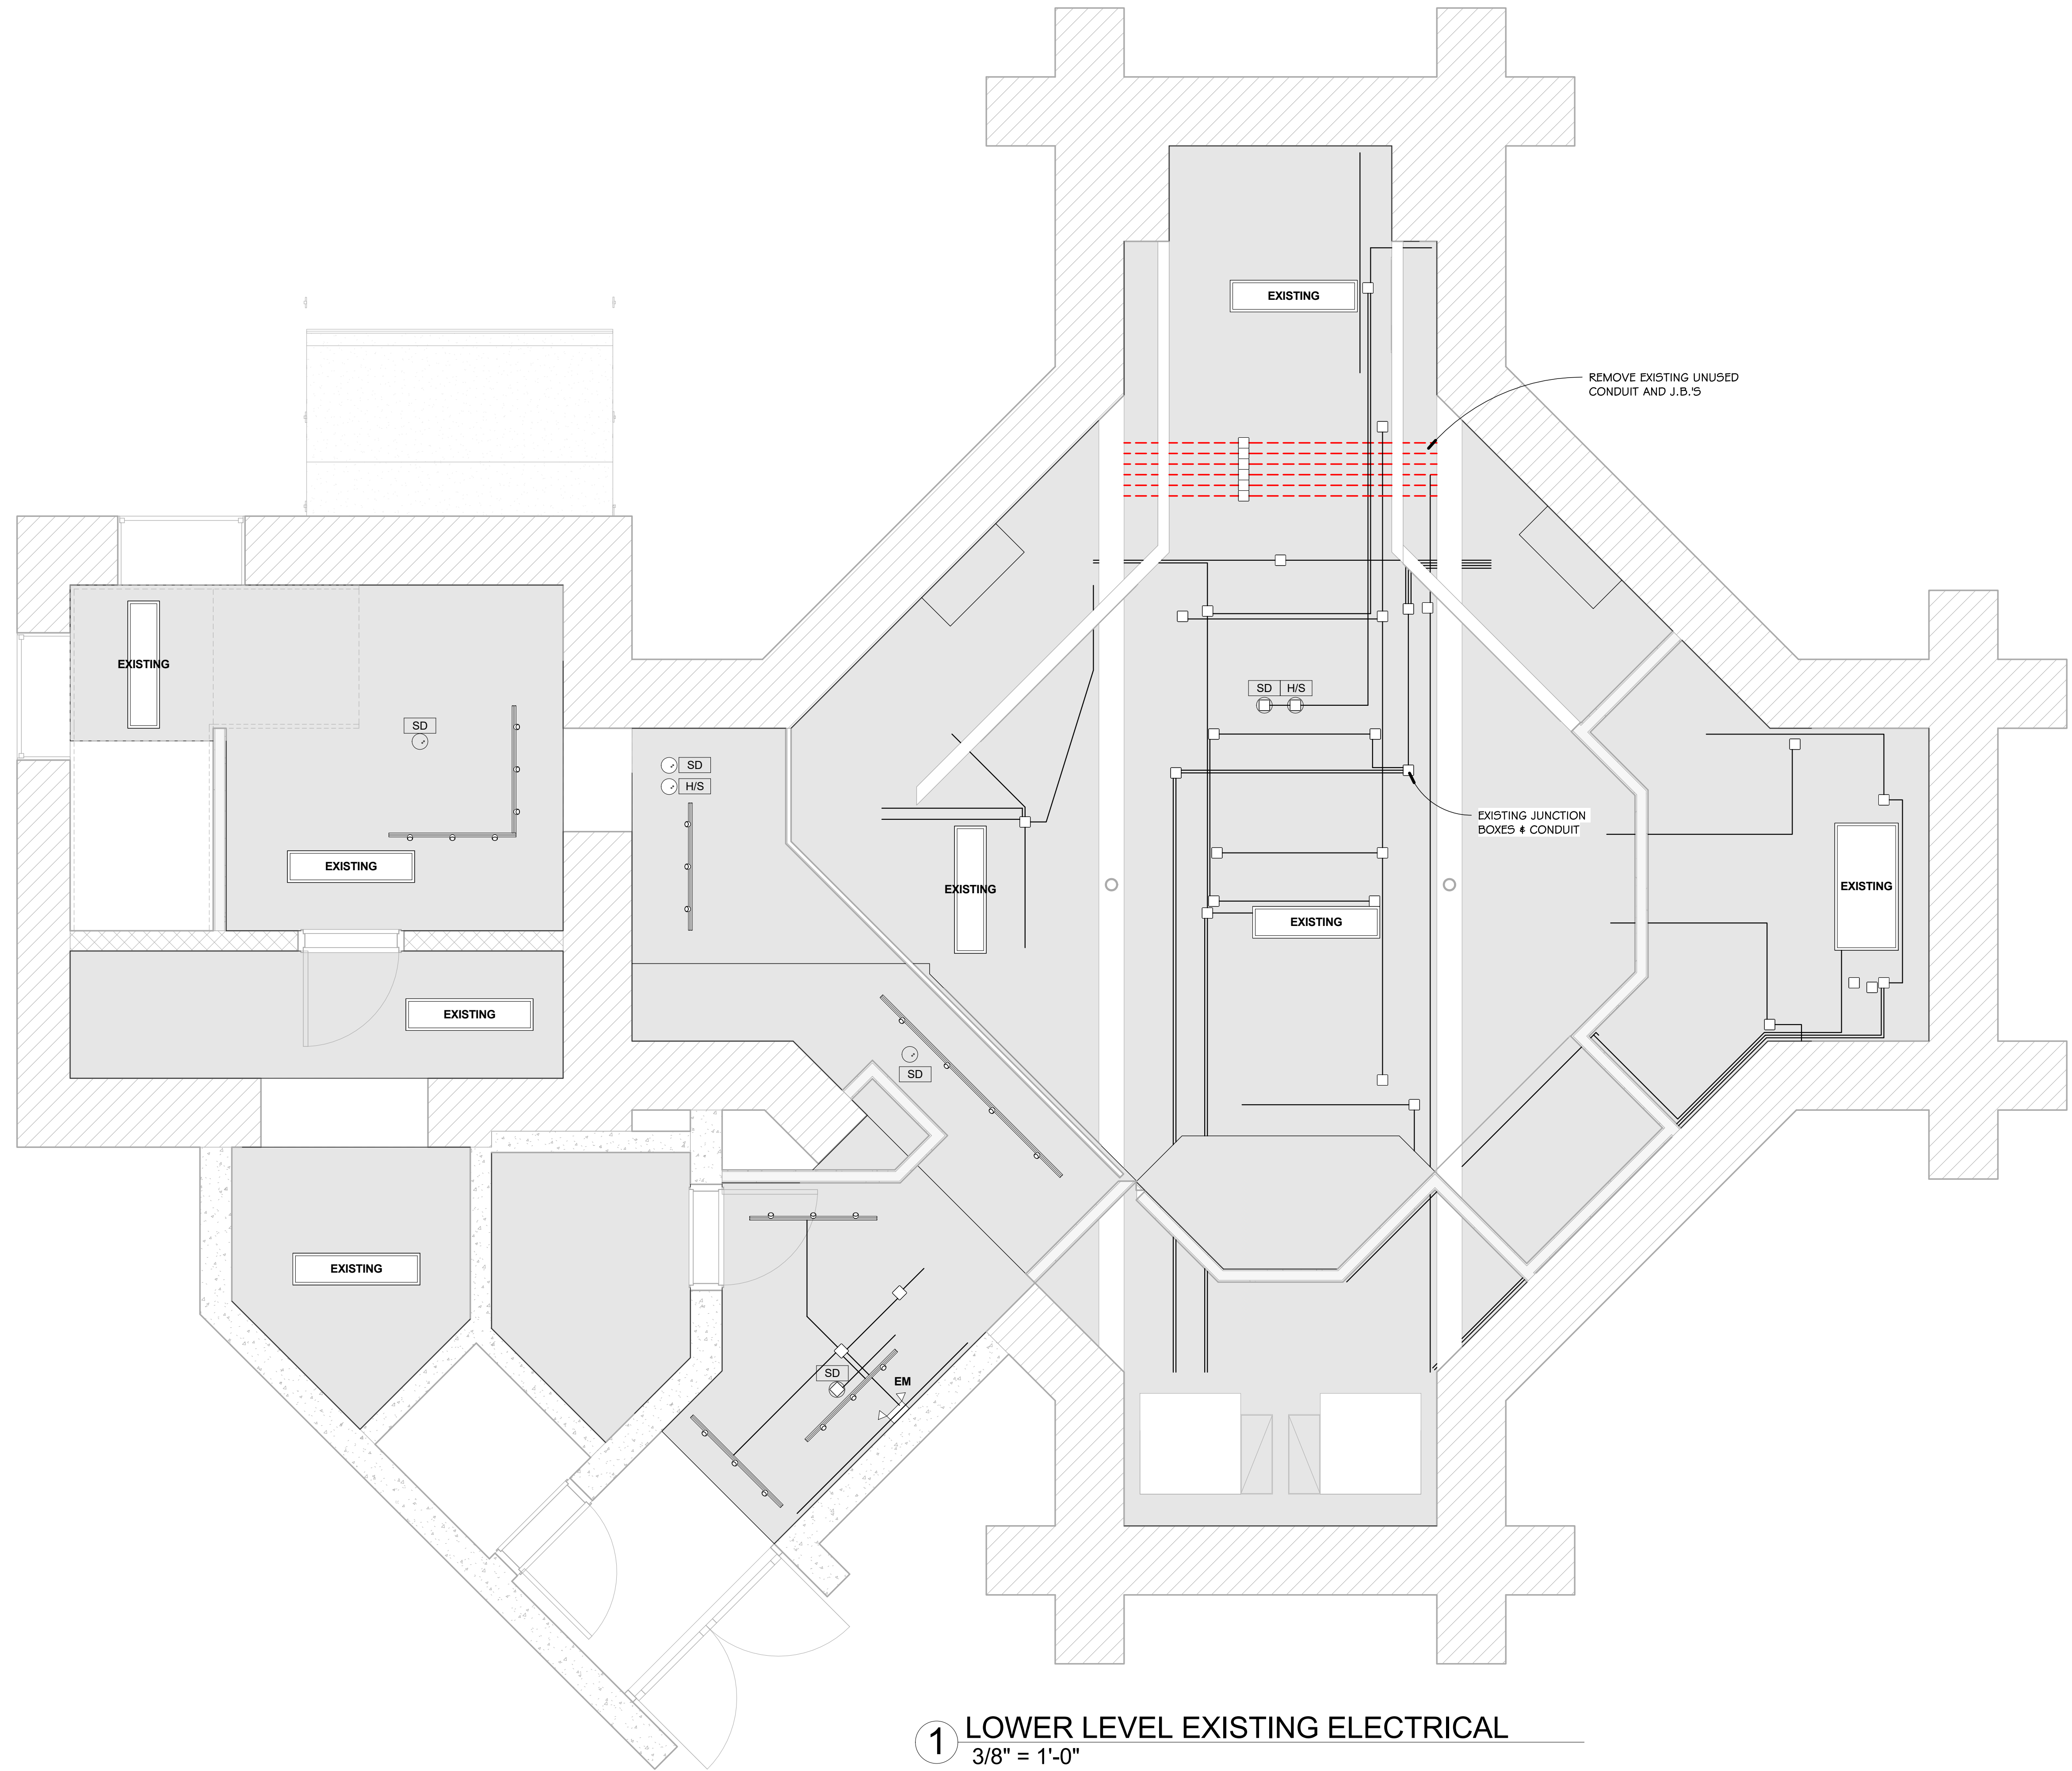 EXISTING
REMOVE EXISTING UNUSED
CONDUIT AND J.B.'S
EXISTING
SD
SD H/S
SD
H/S
EXISTING JUNCTION
BOXES & CONDUIT
EXISTING
EXISTING
EXISTING
EXISTING
EXISTING
SD
EXISTING
SD
EM
1 LOWER LEVEL EXISTING ELECTRICAL
3/8" = 1'-0"